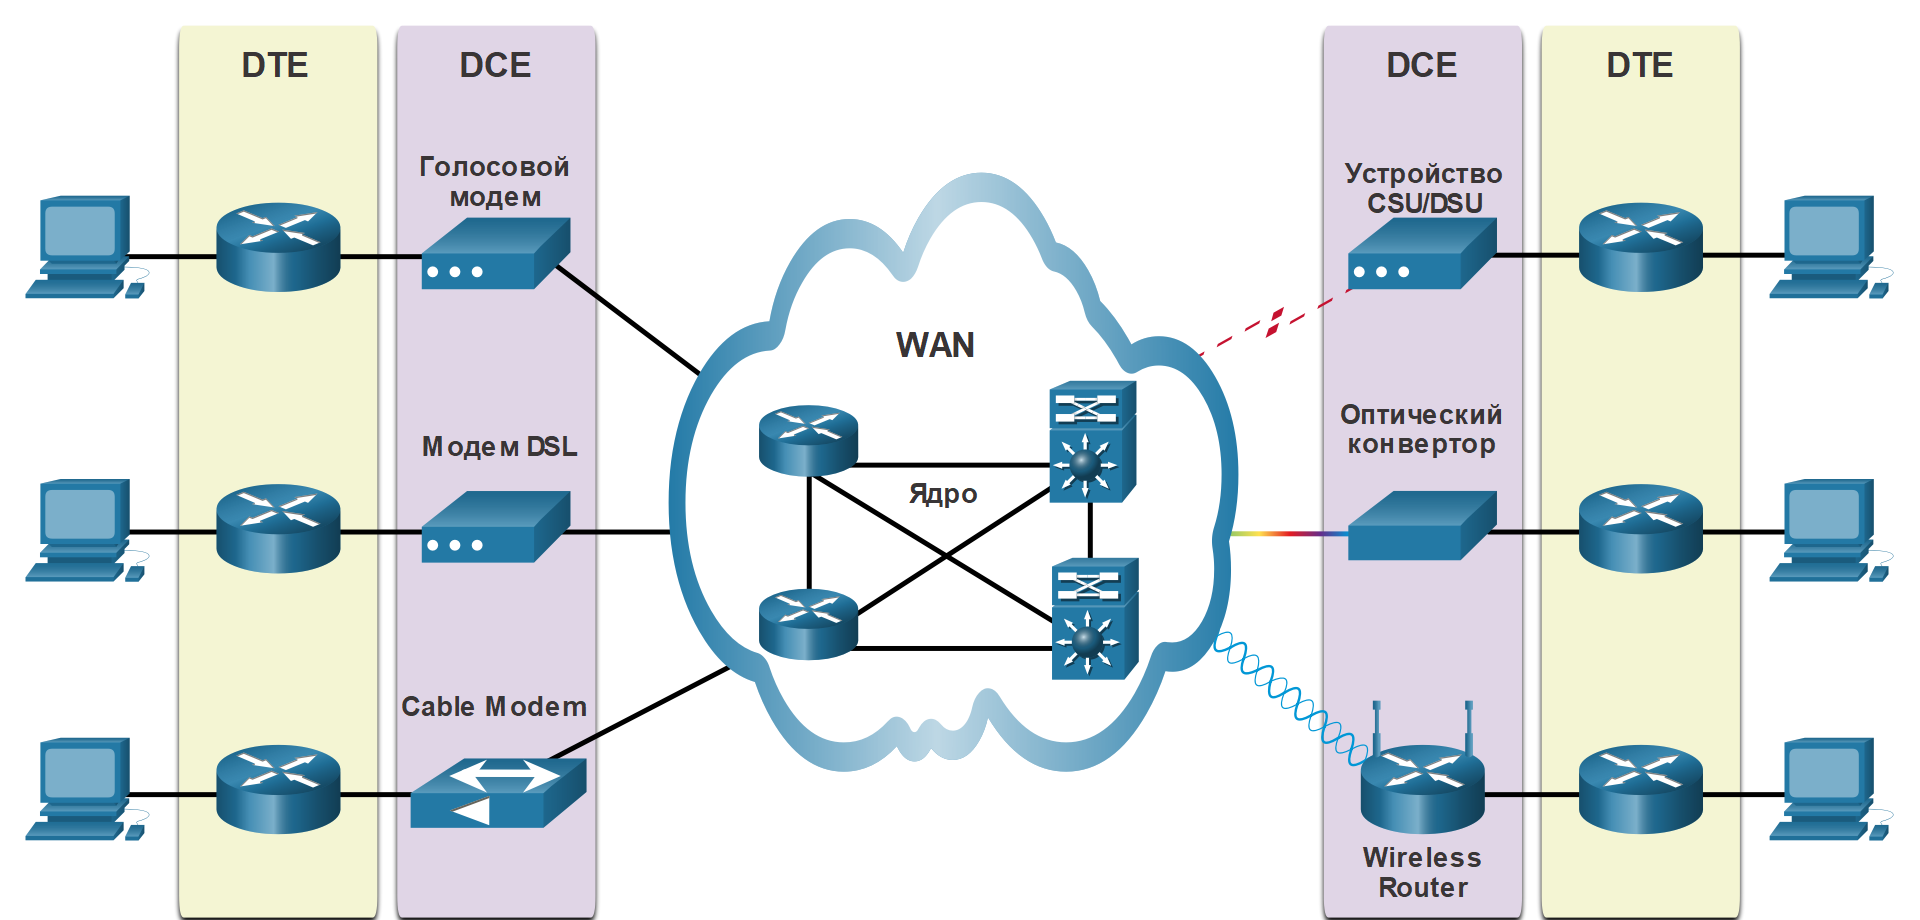 DTE
DCE
DCE
DTE
Голосовой
модем
Устройство
CSU/DSU
WAN
Модем DSL
Оптический
конвертор
Ядро
Cable Modem
Wireless
Router